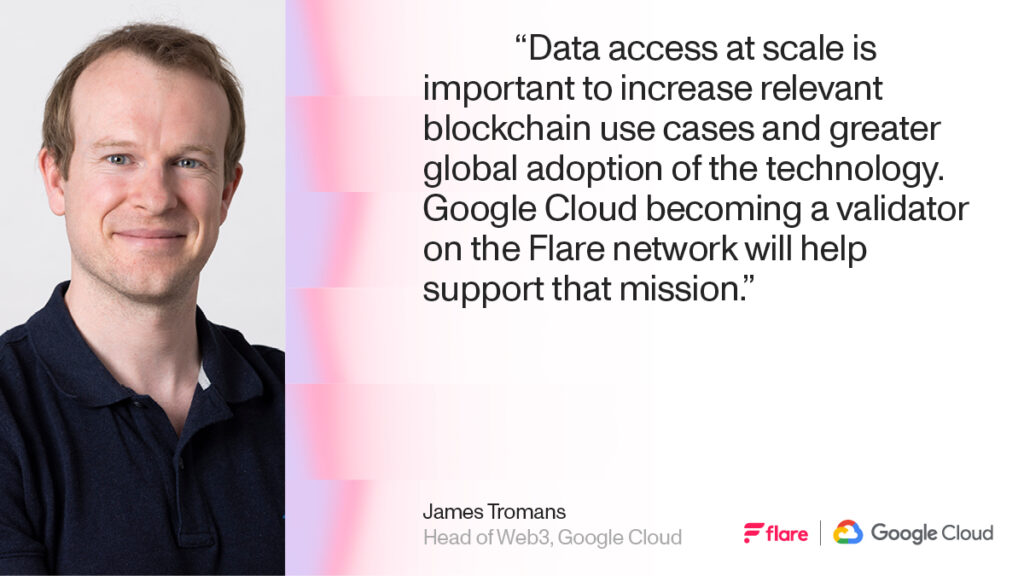 “Data access at scale is
important to increase relevant
blockchain use cases and greater
global adoption of the technology.
Google Cloud becoming a validator
on the Flare network will help
support that mission.”
James Tromans
Head of Web3, Google Cloud
flare
Google Cloud